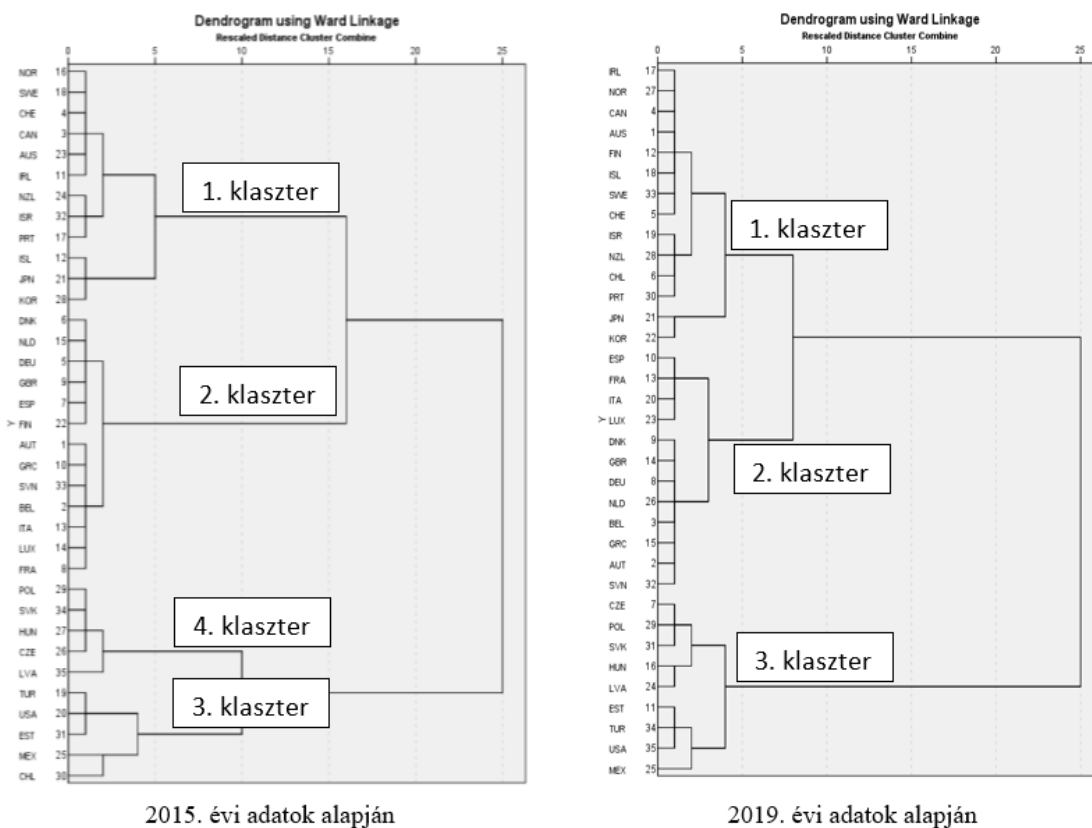 Dendrogram using Ward Linkage
Rescaled Distance Cluster Combine
0 5 10 15 20 25
NOR 16
SWE 18
CHE 4
CAN 3
AUS 23
IRL 11
NZL 24
ISR 32
PRT 17
ISL 12
JPN 21
KOR 28
DNK 6
NLD 15
DEU 5
GBR 9
ESP 7
Y FIN 22
AUT 1
GRC 10
SVN 33
BEL 2
ITA 13
LUX 14
FRA 8
POL 29
SVK 34
HUN 27
CZE 26
LVA 35
TUR 19
USA 20
EST 31
MEX 25
CHL 30
1. klaszter
2. klaszter
4. klaszter
3. klaszter
2015. évi adatok alapján
Dendrogram using Ward Linkage
Rescaled Distance Cluster Combine
0 5 10 15 20 25
IRL 17
NOR 27
CAN 4
AUS 1
FIN 12
ISL 18
SWE 33
CHE 5
ISR 19
NZL 28
CHL 6
PRT 30
JPN 21
KOR 22
ESP 10
FRA 13
ITA 20
Y LUX 23
DNK 9
GBR 14
DEU 8
NLD 26
BEL 3
GRC 15
AUT 2
SVN 32
CZE 7
POL 29
SVK 31
HUN 16
LVA 24
EST 11
TUR 34
USA 35
MEX 25
1. klaszter
2. klaszter
3. klaszter
2019. évi adatok alapján